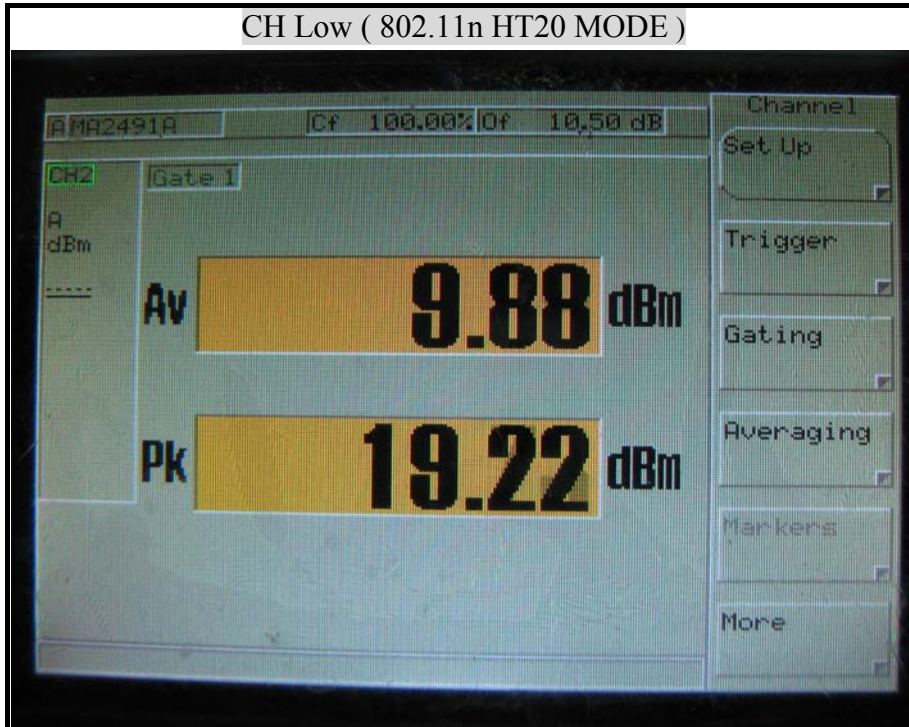 CH Low ( 802.11n HT20 MODE )
A MA2491A Cf 100.00% Of 10.50 dB
CH2
Gate 1
A
dBm
-----
Av 9.88 dBm
Pk 19.22 dBm
Channel
Set Up
Trigger
Gating
Averaging
Markers
More